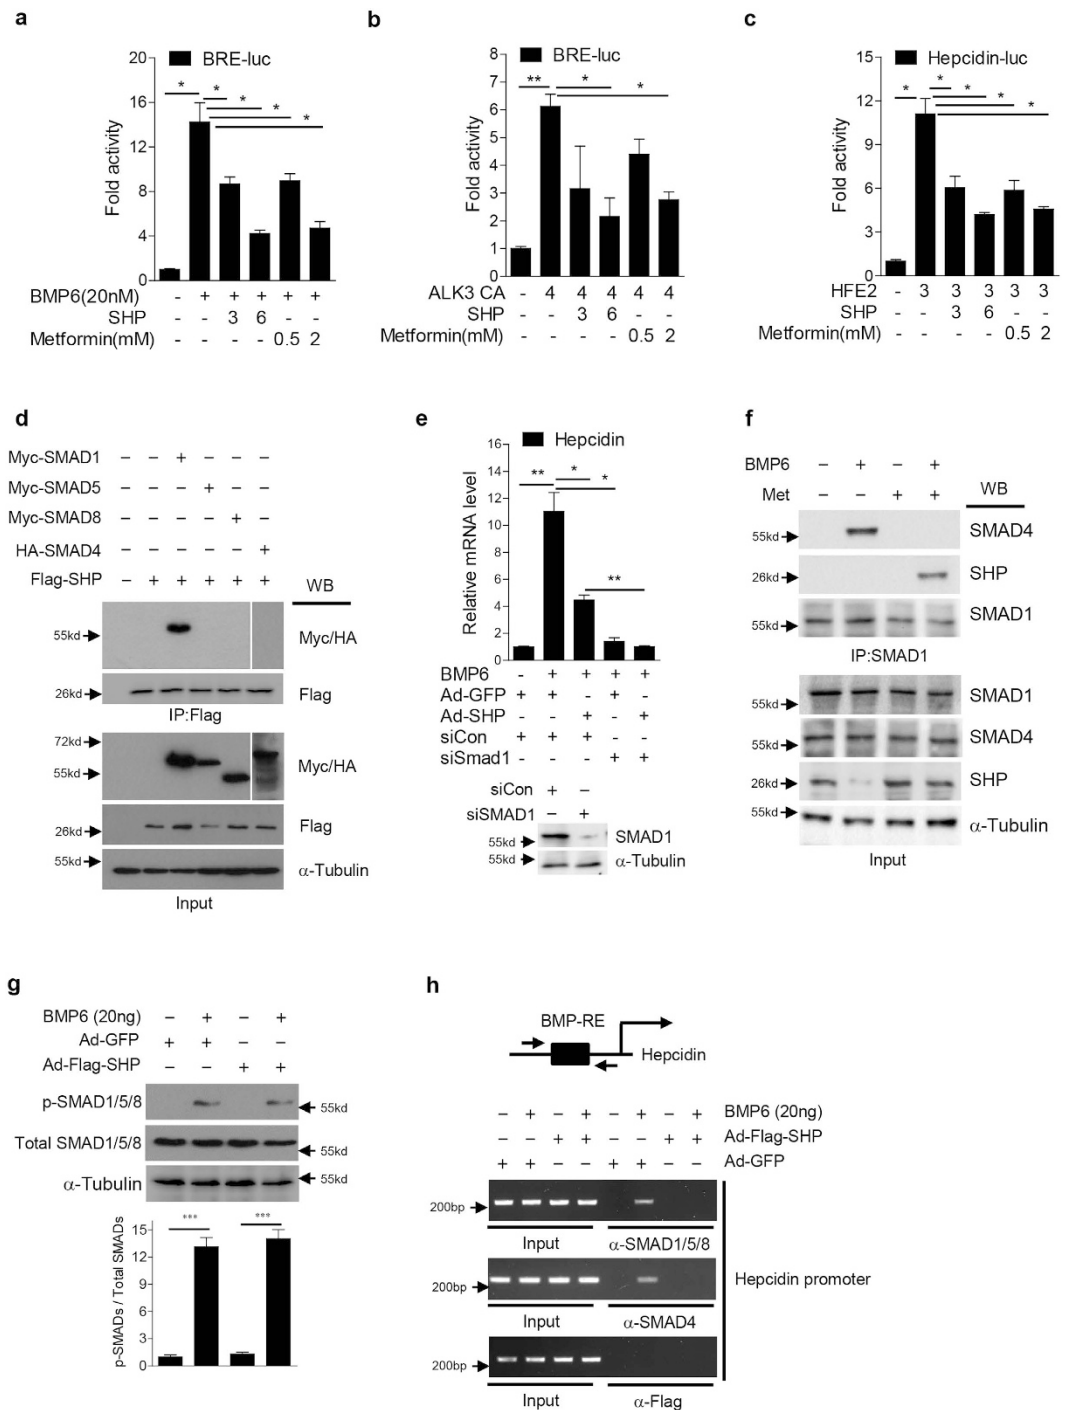 a
BRE-luc
Fold activity
20
16
12
8
4
0
* * * * *
BMP6(20nM) - + + + + +
SHP - - 3 6 - -
Metformin(mM) - - - - 0.5 2
b
BRE-luc
Fold activity
8
7
6
5
4
3
2
1
0
** * *
ALK3 CA - 4 4 4 4 4
SHP - - 3 6 - -
Metformin(mM) - - - - 0.5 2
c
Hepcidin-luc
Fold activity
15
12
9
6
3
0
* * * * *
HFE2 - 3 3 3 3 3
SHP - - 3 6 - -
Metformin(mM) - - - - 0.5 2
d
Myc-SMAD1 – – + – – –
Myc-SMAD5 – – – + – –
Myc-SMAD8 – – – – + –
HA-SMAD4 – – – – – +
Flag-SHP – + + + + +
WB
55kd Myc/HA
26kd Flag
IP:Flag
72kd
55kd Myc/HA
26kd Flag
55kd α-Tubulin
Input
e
Hepcidin
Relative mRNA level
16
14
12
10
8
6
4
2
0
** * * **
BMP6 - + + + +
Ad-GFP + + - + -
Ad-SHP - - + - +
siCon + + + - -
siSmad1 - - - + +
siCon + –
siSMAD1 – +
55kd SMAD1
55kd α-Tubulin
f
BMP6 – + – +
Met – – + +
WB
55kd SMAD4
26kd SHP
55kd SMAD1
IP:SMAD1
55kd SMAD1
55kd SMAD4
26kd SHP
55kd α-Tubulin
Input
g
BMP6 (20ng) – + – +
Ad-GFP + + – –
Ad-Flag-SHP – – + +
p-SMAD1/5/8 55kd
Total SMAD1/5/8 55kd
α-Tubulin 55kd
p-SMADs / Total SMADs
15
12
9
6
3
0
*** ***
h
BMP-RE
Hepcidin
– + – + – + – + BMP6 (20ng)
– – + + – – + + Ad-Flag-SHP
+ + – – + + – – Ad-GFP
200bp
Input α-SMAD1/5/8
200bp
Input α-SMAD4
200bp
Input α-Flag
Hepcidin promoter